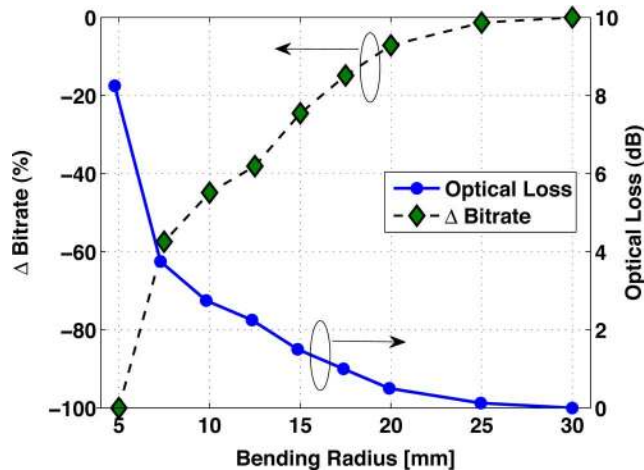 0
−20
−40
−60
−80
−100
Δ Bitrate (%)
10
8
6
4
2
0
Optical Loss (dB)
Optical Loss
Δ Bitrate
5 10 15 20 25 30
Bending Radius [mm]